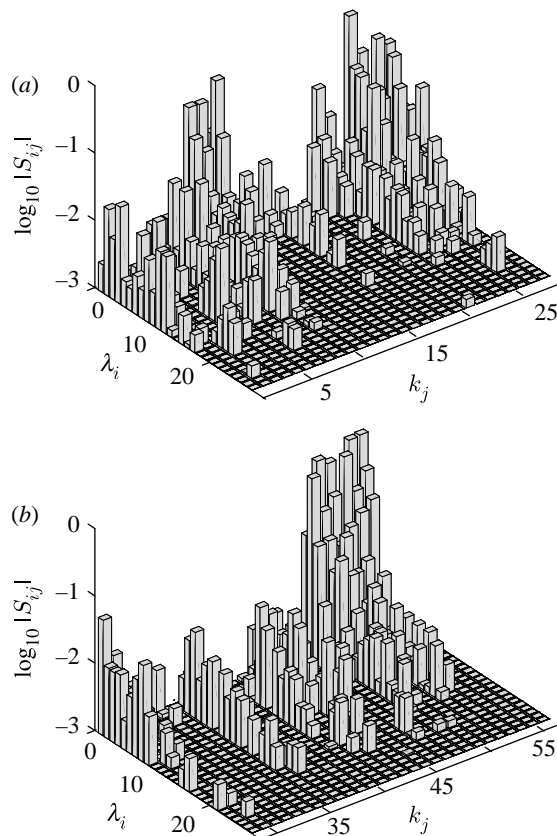 (a)
0
−1
−2
−3
log₁₀ |Sᵢⱼ|
0
10
20
λᵢ
5
15
25
kⱼ
(b)
0
−1
−2
−3
log₁₀ |Sᵢⱼ|
0
10
20
λᵢ
35
45
55
kⱼ